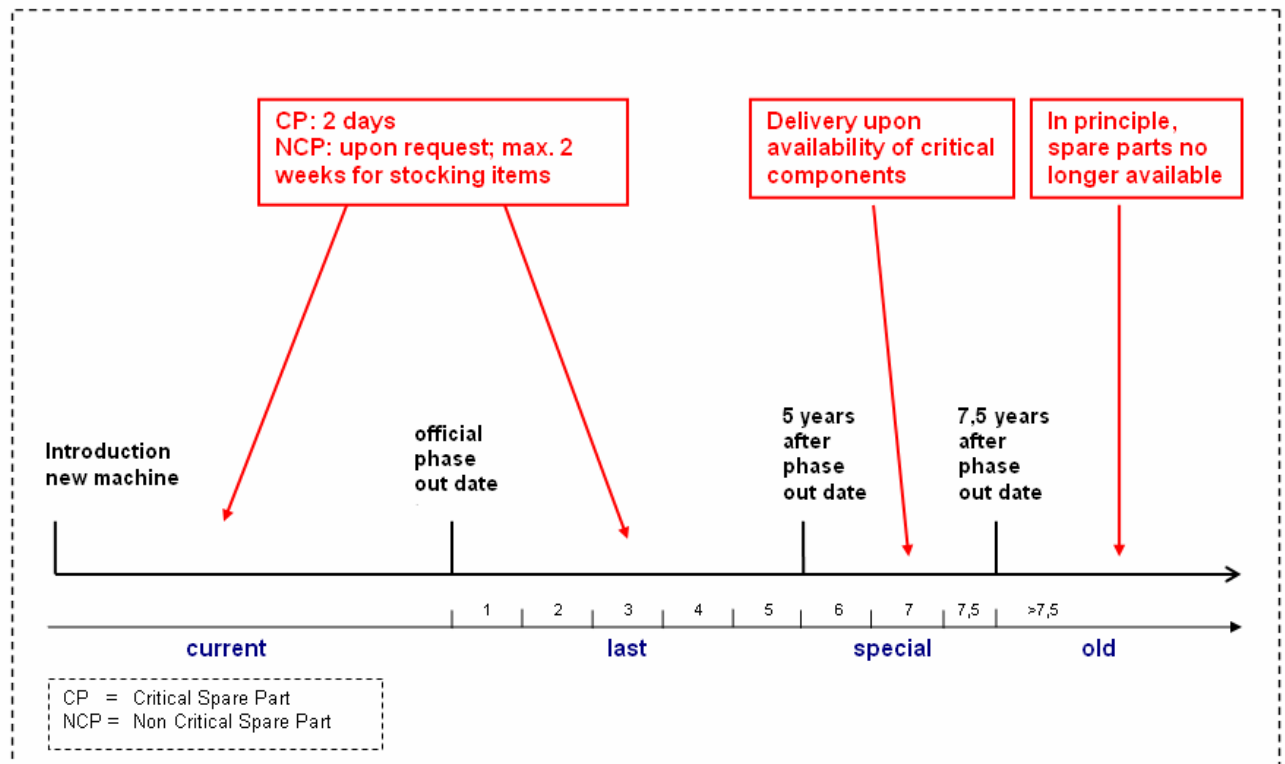 CP: 2 days
NCP: upon request; max. 2
weeks for stocking items
Delivery upon
availability of critical
components
In principle,
spare parts no
longer available
Introduction
new machine
official
phase
out date
5 years
after
phase
out date
7,5 years
after
phase
out date
1 2 3 4 5 6 7 7,5 >7,5
current last special old
CP = Critical Spare Part
NCP = Non Critical Spare Part